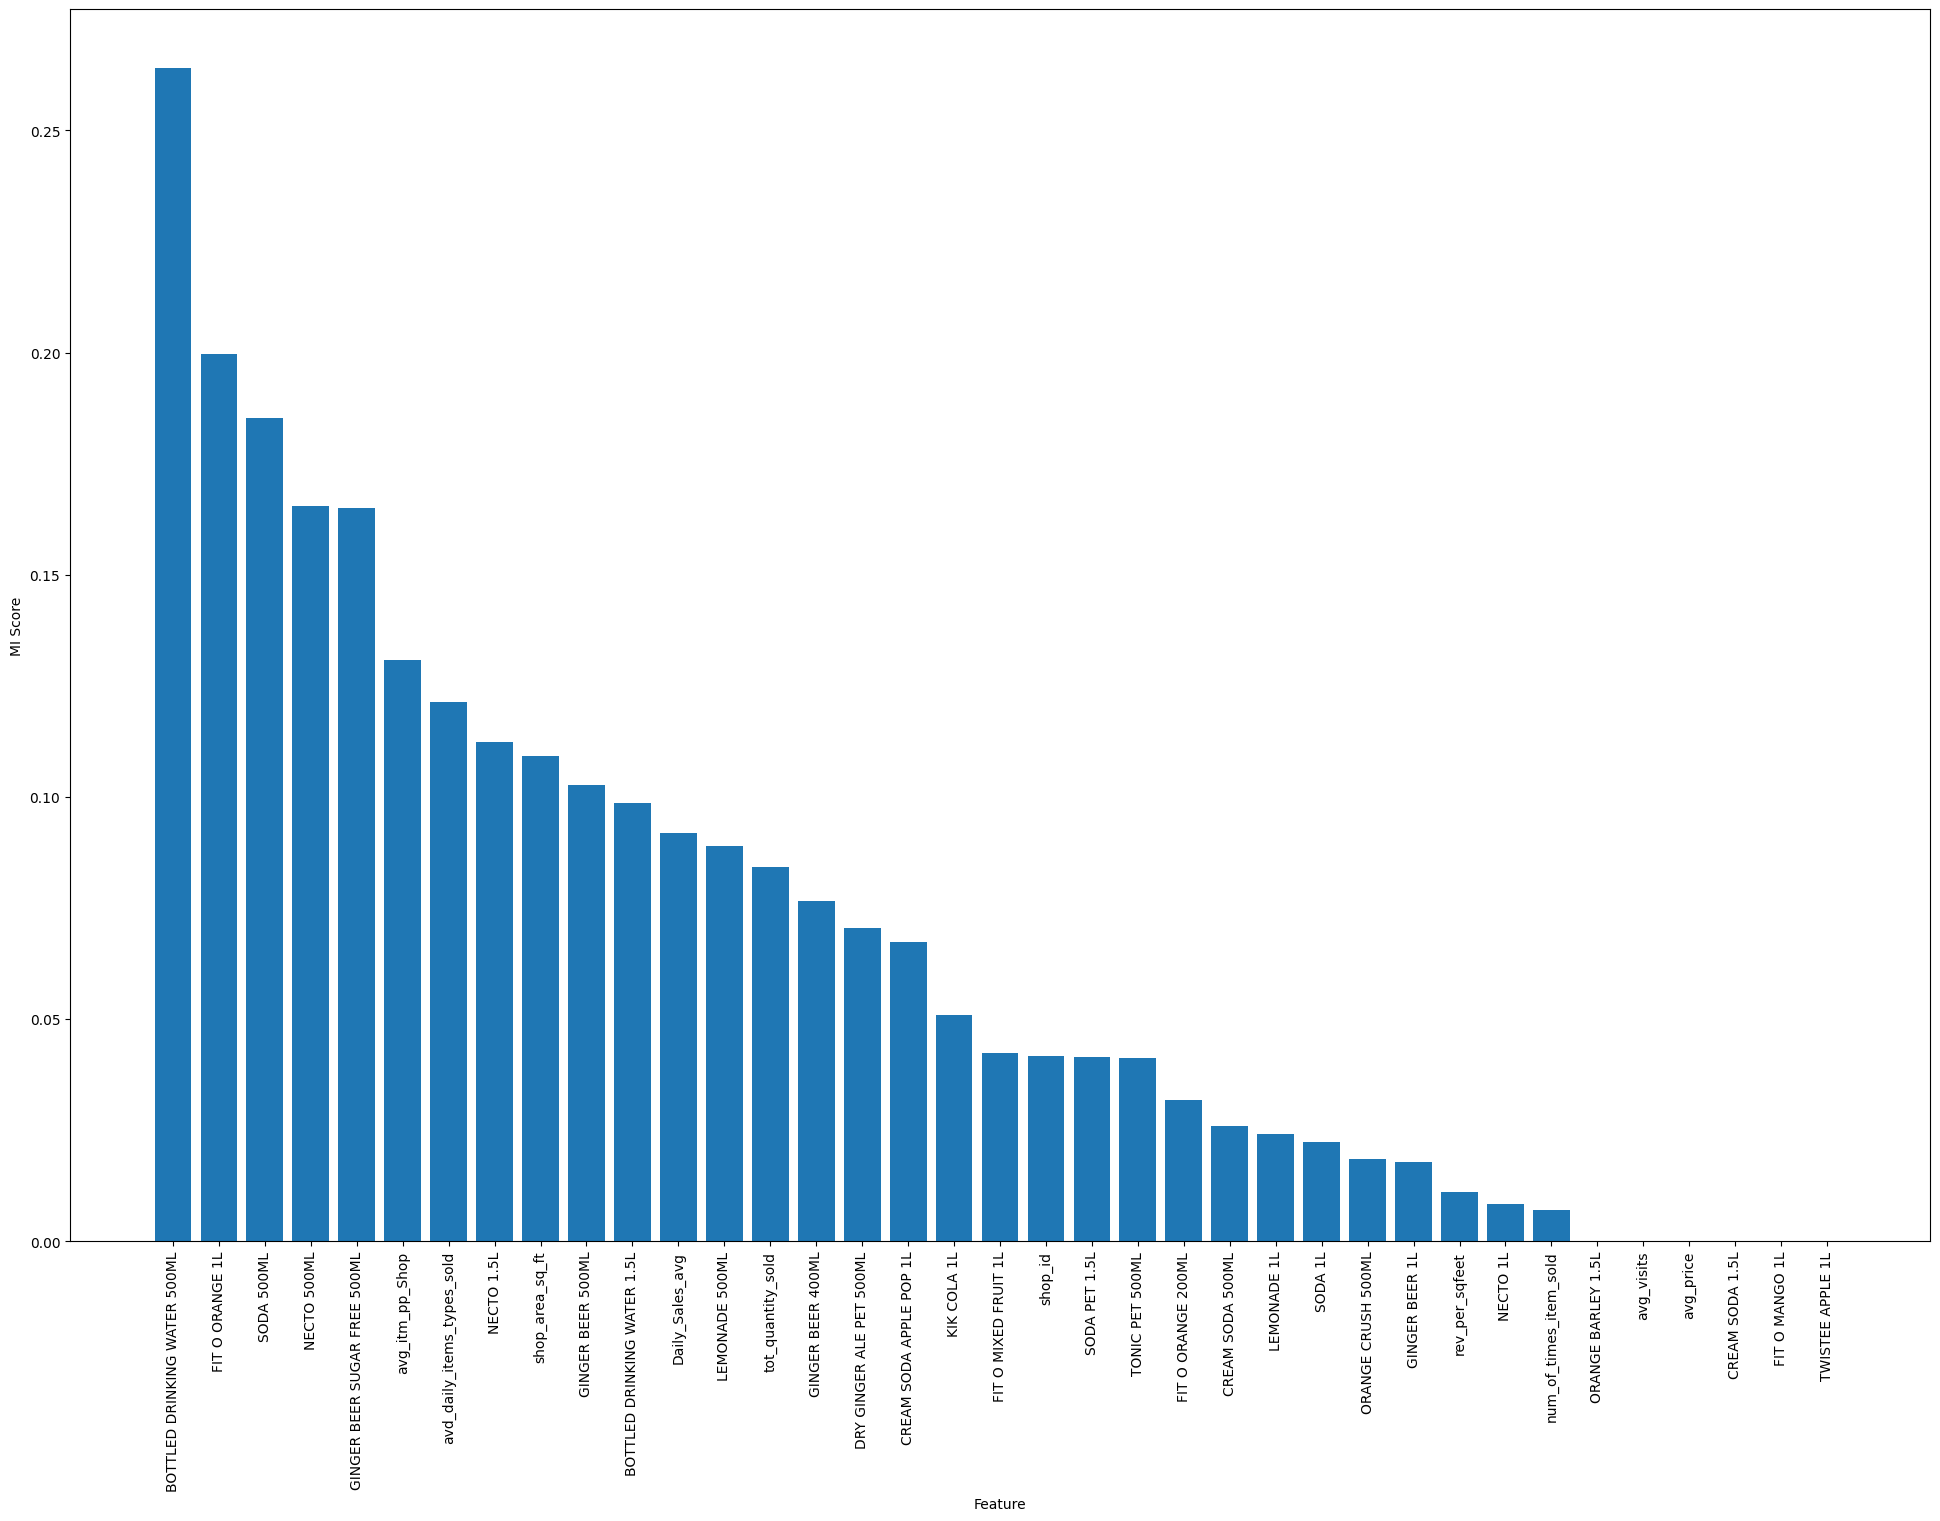 MI Score
0.25
0.20
0.15
0.10
0.05
0.00
BOTTLED DRINKING WATER 500ML
FIT O ORANGE 1L
SODA 500ML
NECTO 500ML
GINGER BEER SUGAR FREE 500ML
avg_itm_pp_Shop
avd_daily_items_types_sold
NECTO 1.5L
shop_area_sq_ft
GINGER BEER 500ML
BOTTLED DRINKING WATER 1.5L
Daily_Sales_avg
LEMONADE 500ML
tot_quantity_sold
GINGER BEER 400ML
DRY GINGER ALE PET 500ML
CREAM SODA APPLE POP 1L
KIK COLA 1L
FIT O MIXED FRUIT 1L
shop_id
SODA PET 1.5L
TONIC PET 500ML
FIT O ORANGE 200ML
CREAM SODA 500ML
LEMONADE 1L
SODA 1L
ORANGE CRUSH 500ML
GINGER BEER 1L
rev_per_sqfeet
NECTO 1L
num_of_times_item_sold
ORANGE BARLEY 1.5L
avg_visits
avg_price
CREAM SODA 1.5L
FIT O MANGO 1L
TWISTEE APPLE 1L
Feature